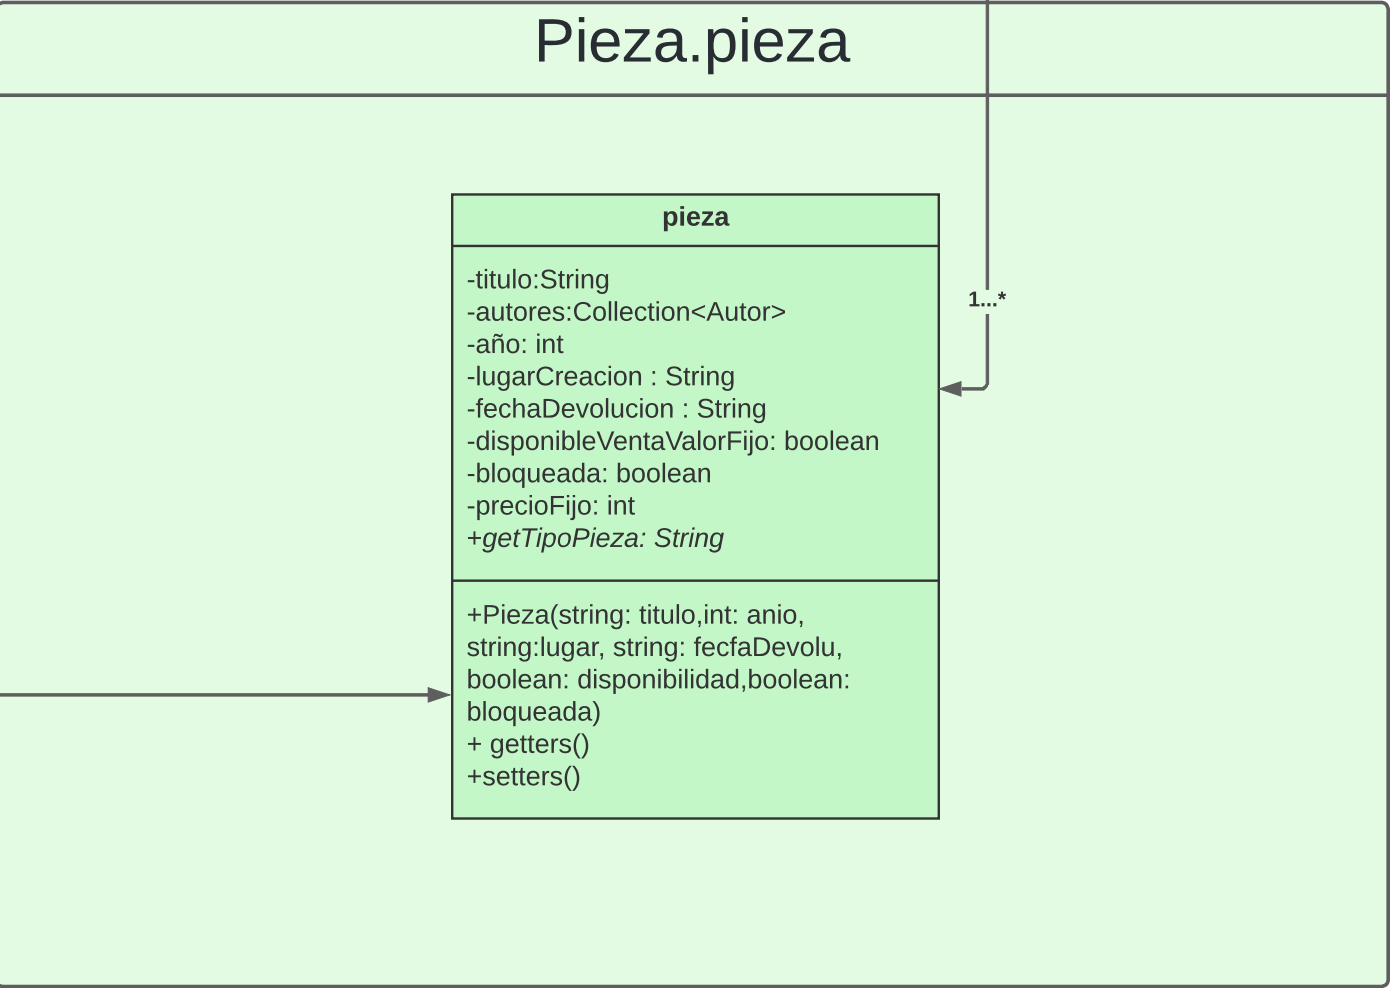 Pieza.pieza
pieza
-titulo:String
-autores:Collection<Autor>
-año: int
-lugarCreacion : String
-fechaDevolucion : String
-disponibleVentaValorFijo: boolean
-bloqueada: boolean
-precioFijo: int
+getTipoPieza: String
1...*
+Pieza(string: titulo,int: anio,
string:lugar, string: fecfaDevolu,
boolean: disponibilidad,boolean:
bloqueada)
+ getters()
+setters()